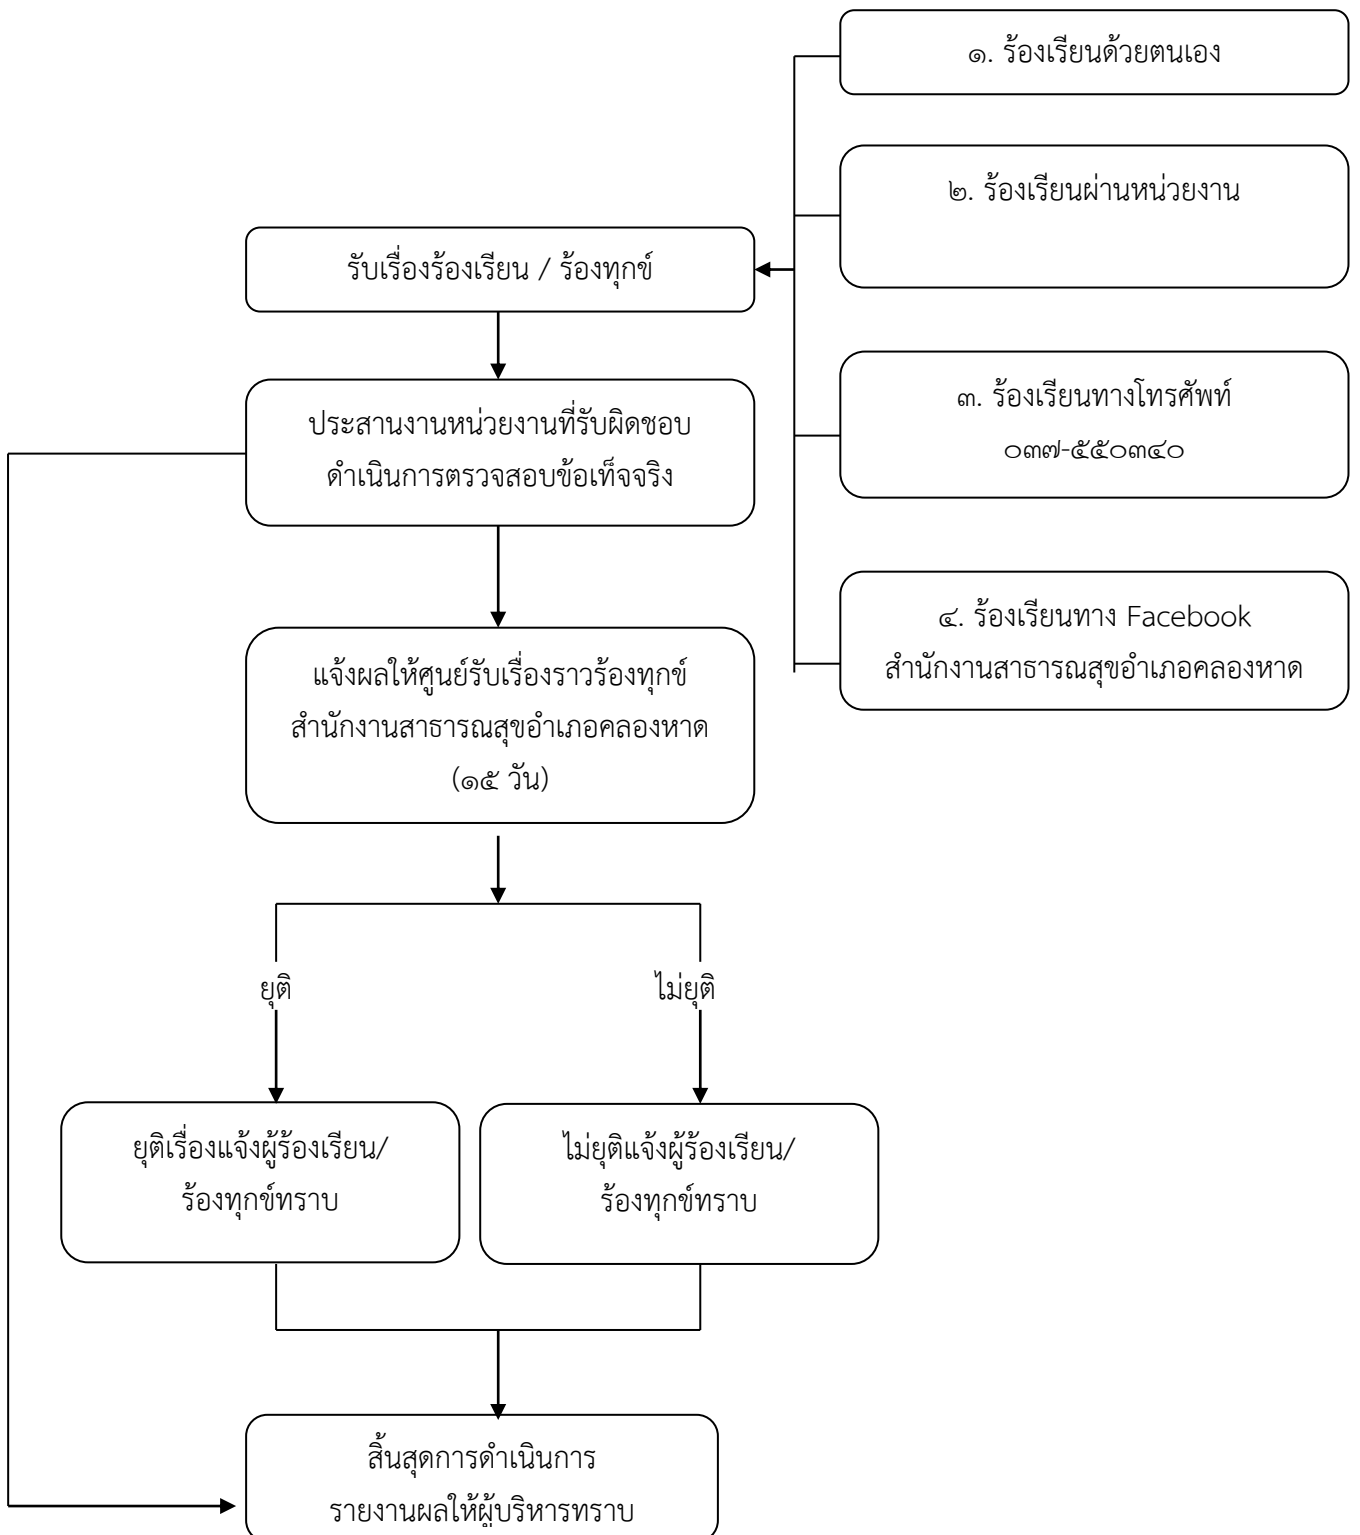 ๑. ร้องเรียนด้วยตนเอง
๒. ร้องเรียนผ่านหน่วยงาน
รับเรื่องร้องเรียน / ร้องทุกข์
๓. ร้องเรียนทางโทรศัพท์
๐๓๗-๕๕๐๓๔๐
ประสานงานหน่วยงานที่รับผิดชอบ
ดำเนินการตรวจสอบข้อเท็จจริง
๔. ร้องเรียนทาง Facebook
สำนักงานสาธารณสุขอำเภอคลองหาด
แจ้งผลให้ศูนย์รับเรื่องราวร้องทุกข์
สำนักงานสาธารณสุขอำเภอคลองหาด
(๑๕ วัน)
ยุติ
ไม่ยุติ
ยุติเรื่องแจ้งผู้ร้องเรียน/
ร้องทุกข์ทราบ
ไม่ยุติแจ้งผู้ร้องเรียน/
ร้องทุกข์ทราบ
สิ้นสุดการดำเนินการ
รายงานผลให้ผู้บริหารทราบ